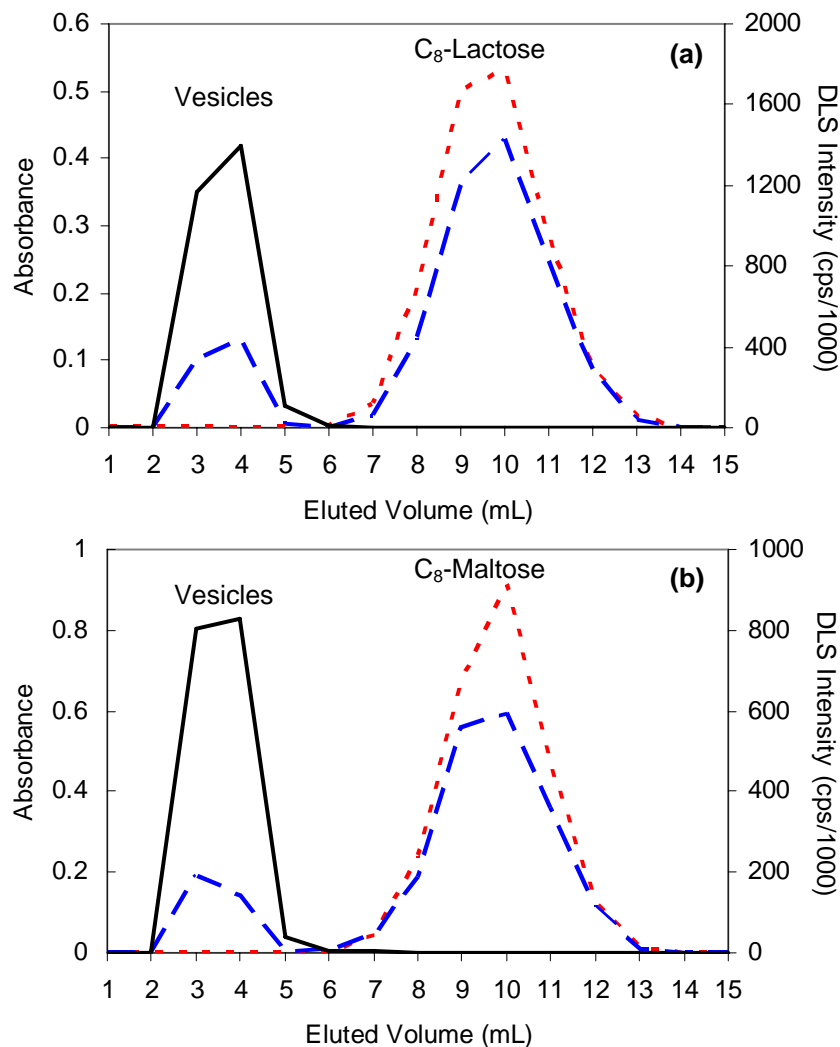 0.6
0.5
0.4
0.3
0.2
0.1
0
Absorbance
2000
1600
1200
800
400
0
DLS Intensity (cps/1000)
C₈-Lactose
(a)
Vesicles
1 2 3 4 5 6 7 8 9 10 11 12 13 14 15
Eluted Volume (mL)
1
0.8
0.6
0.4
0.2
0
Absorbance
1000
800
600
400
200
0
DLS Intensity (cps/1000)
C₈-Maltose
(b)
Vesicles
1 2 3 4 5 6 7 8 9 10 11 12 13 14 15
Eluted Volume (mL)